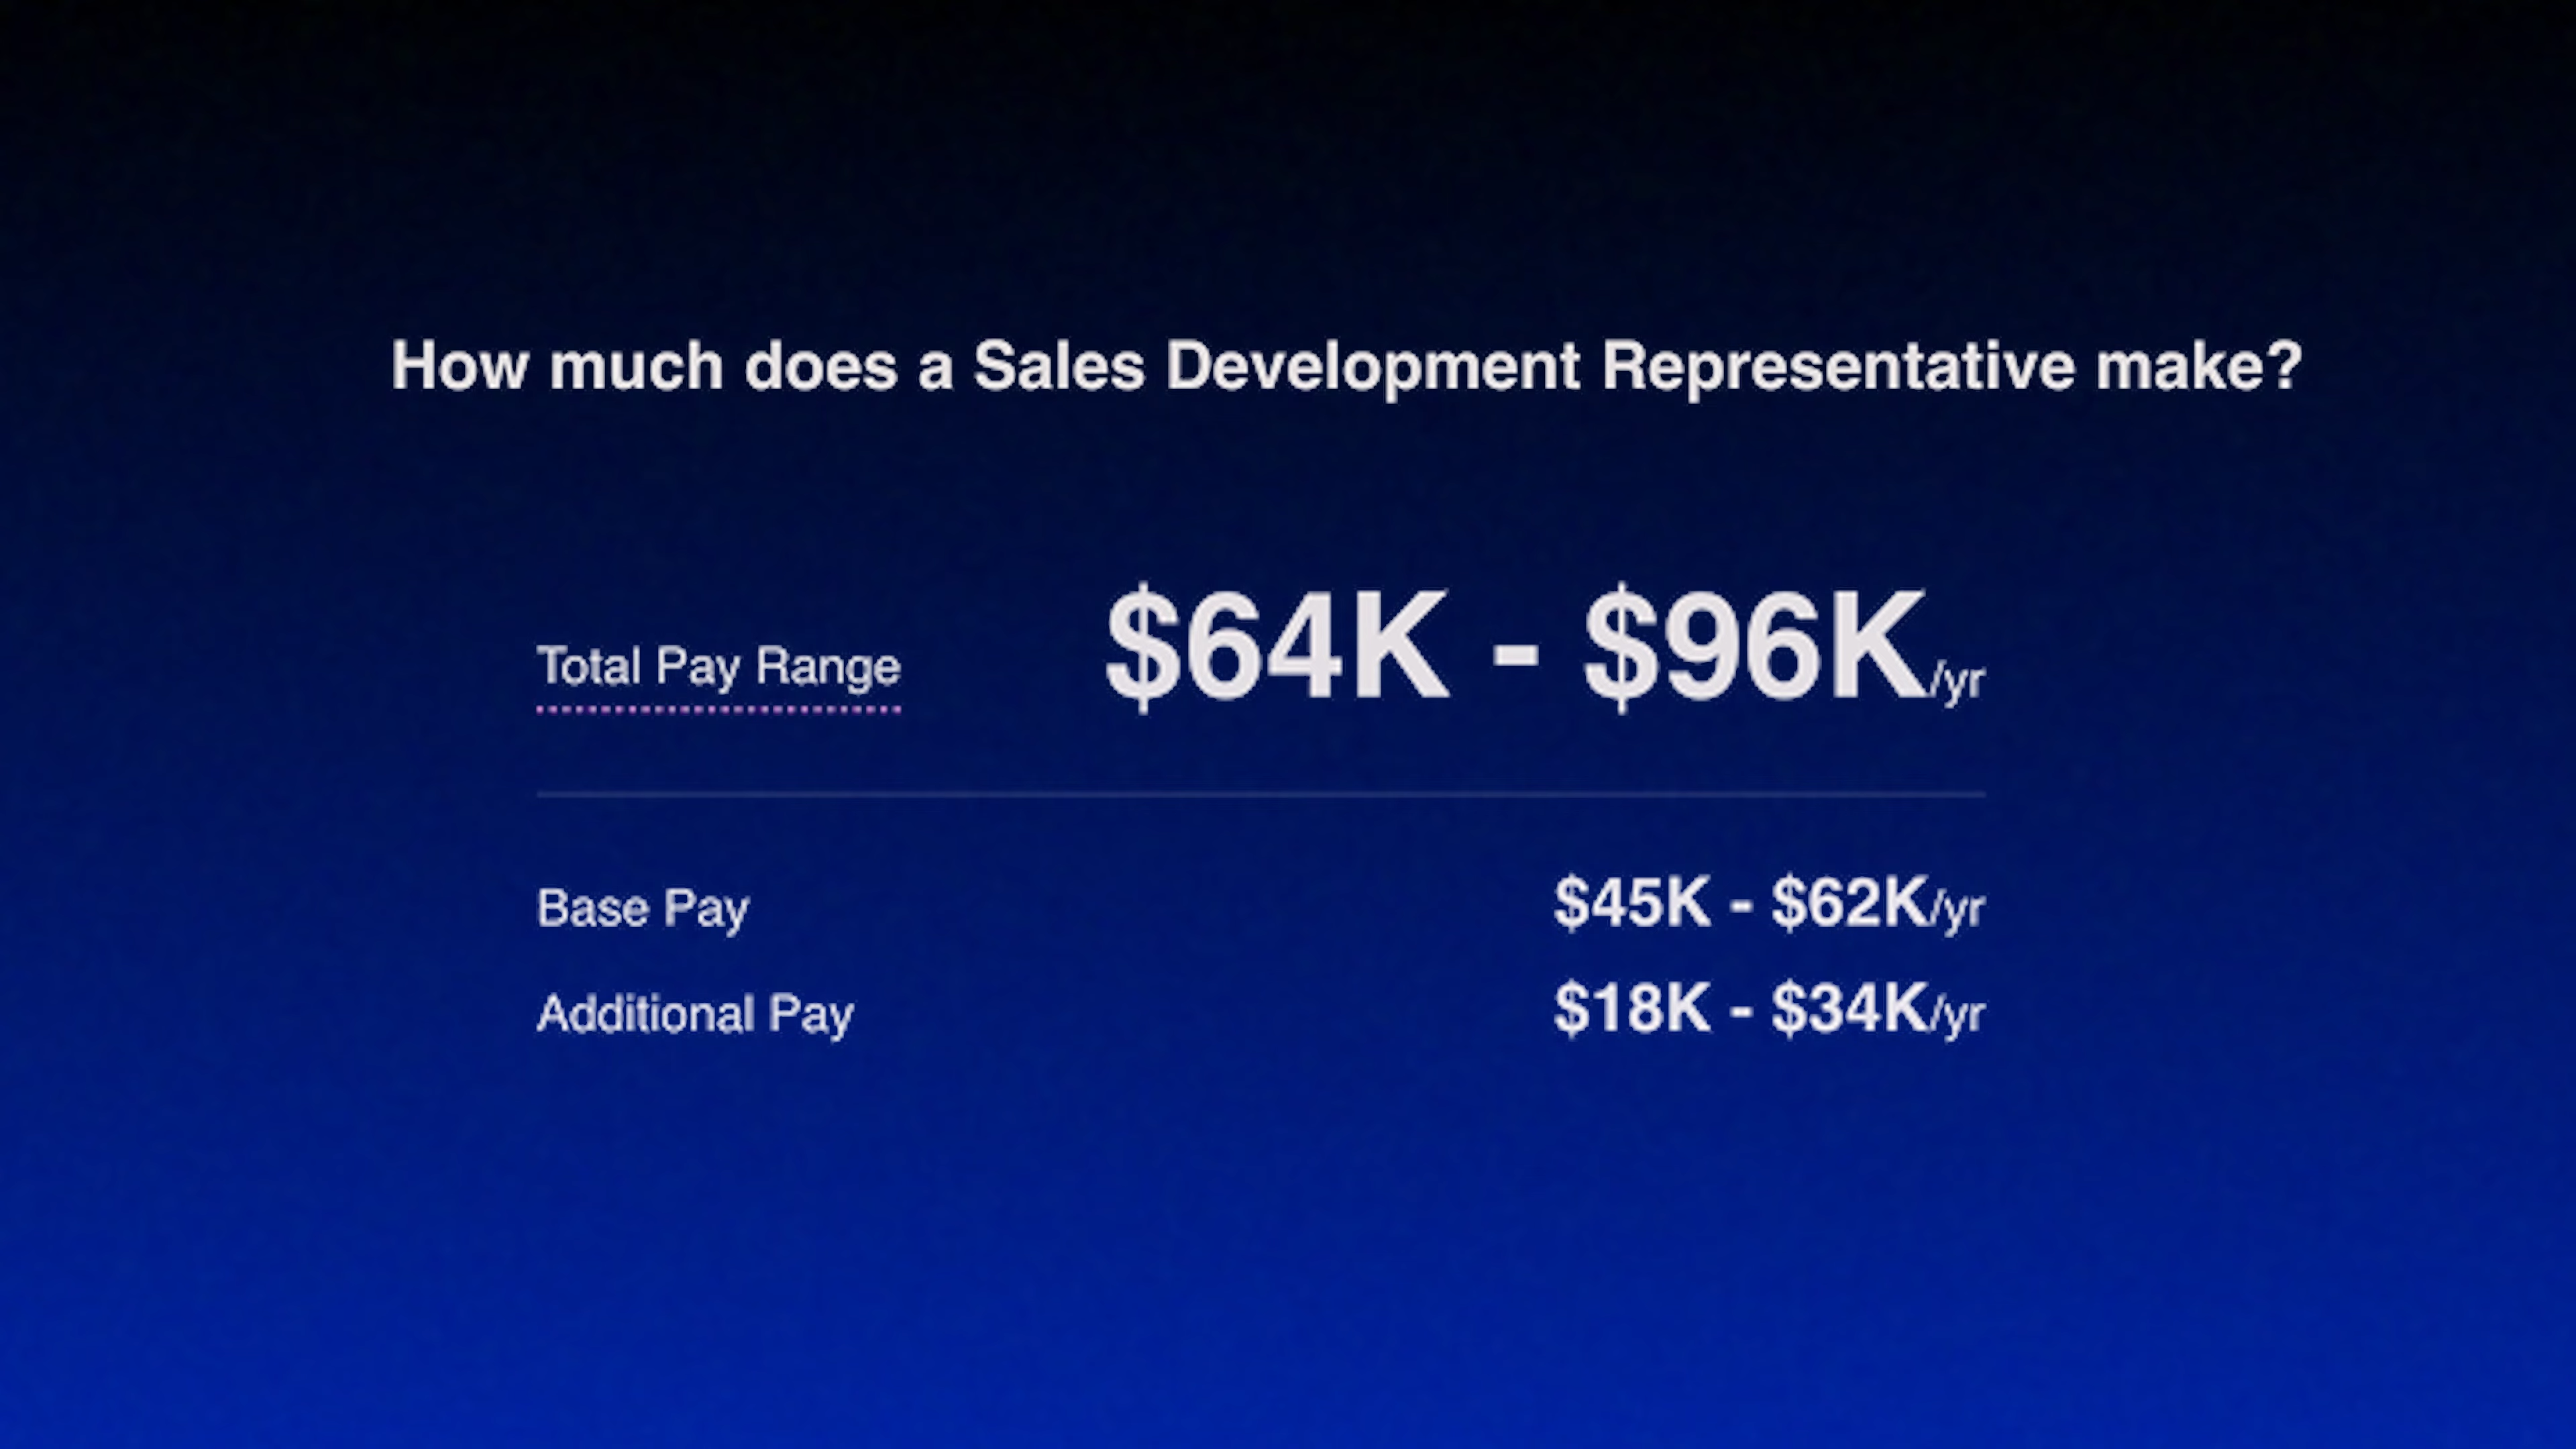 How much does a Sales Development Representative make?
Total Pay Range $64K - $96K/yr
Base Pay $45K - $62K/yr
Additional Pay $18K - $34K/yr